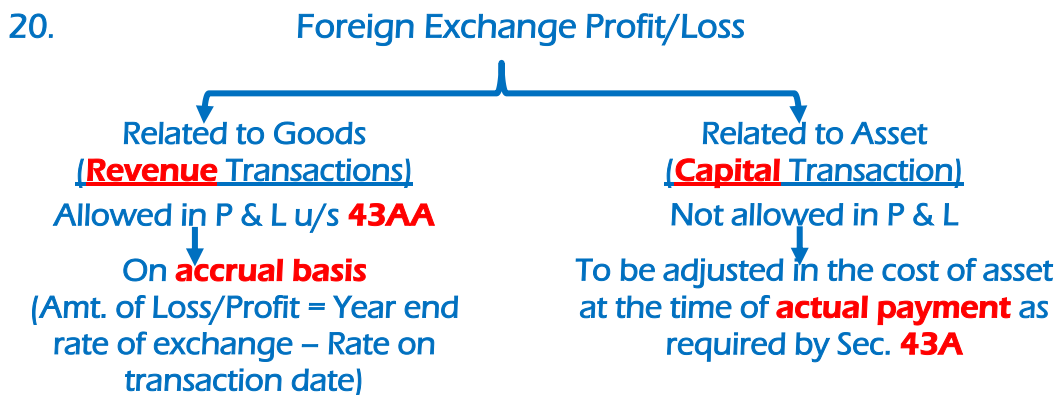 20. Foreign Exchange Profit/Loss
Related to Goods
(Revenue Transactions)
Allowed in P & L u/s 43AA
On accrual basis
(Amt. of Loss/Profit = Year end
rate of exchange – Rate on
transaction date)
Related to Asset
(Capital Transaction)
Not allowed in P & L
To be adjusted in the cost of asset
at the time of actual payment as
required by Sec. 43A